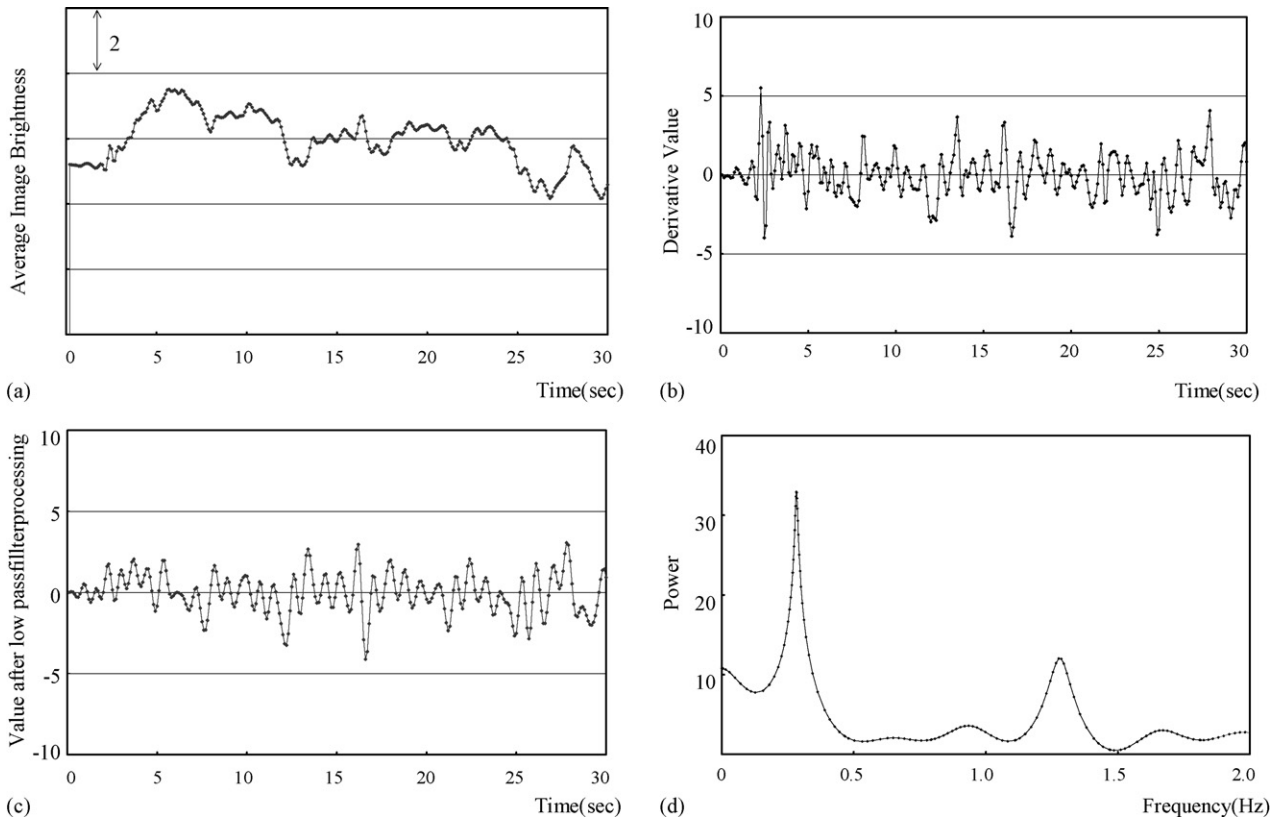 2
Average Image Brightness
0 5 10 15 20 25 30
(a) Time(sec)
10
5
0
-5
-10
Derivative Value
0 5 10 15 20 25 30
(b) Time(sec)
10
5
0
-5
-10
Value after low passfillterprocessing
0 5 10 15 20 25 30
(c) Time(sec)
40
30
20
10
Power
0 0.5 1.0 1.5 2.0
(d) Frequency(Hz)